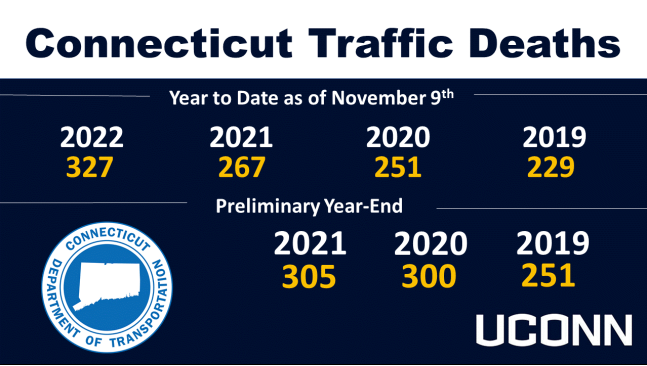 Connecticut Traffic Deaths
Year to Date as of November 9th
2022 2021 2020 2019
327 267 251 229
Preliminary Year-End
2021 2020 2019
305 300 251
CONNECTICUT
DEPARTMENT OF TRANSPORTATION
UCONN